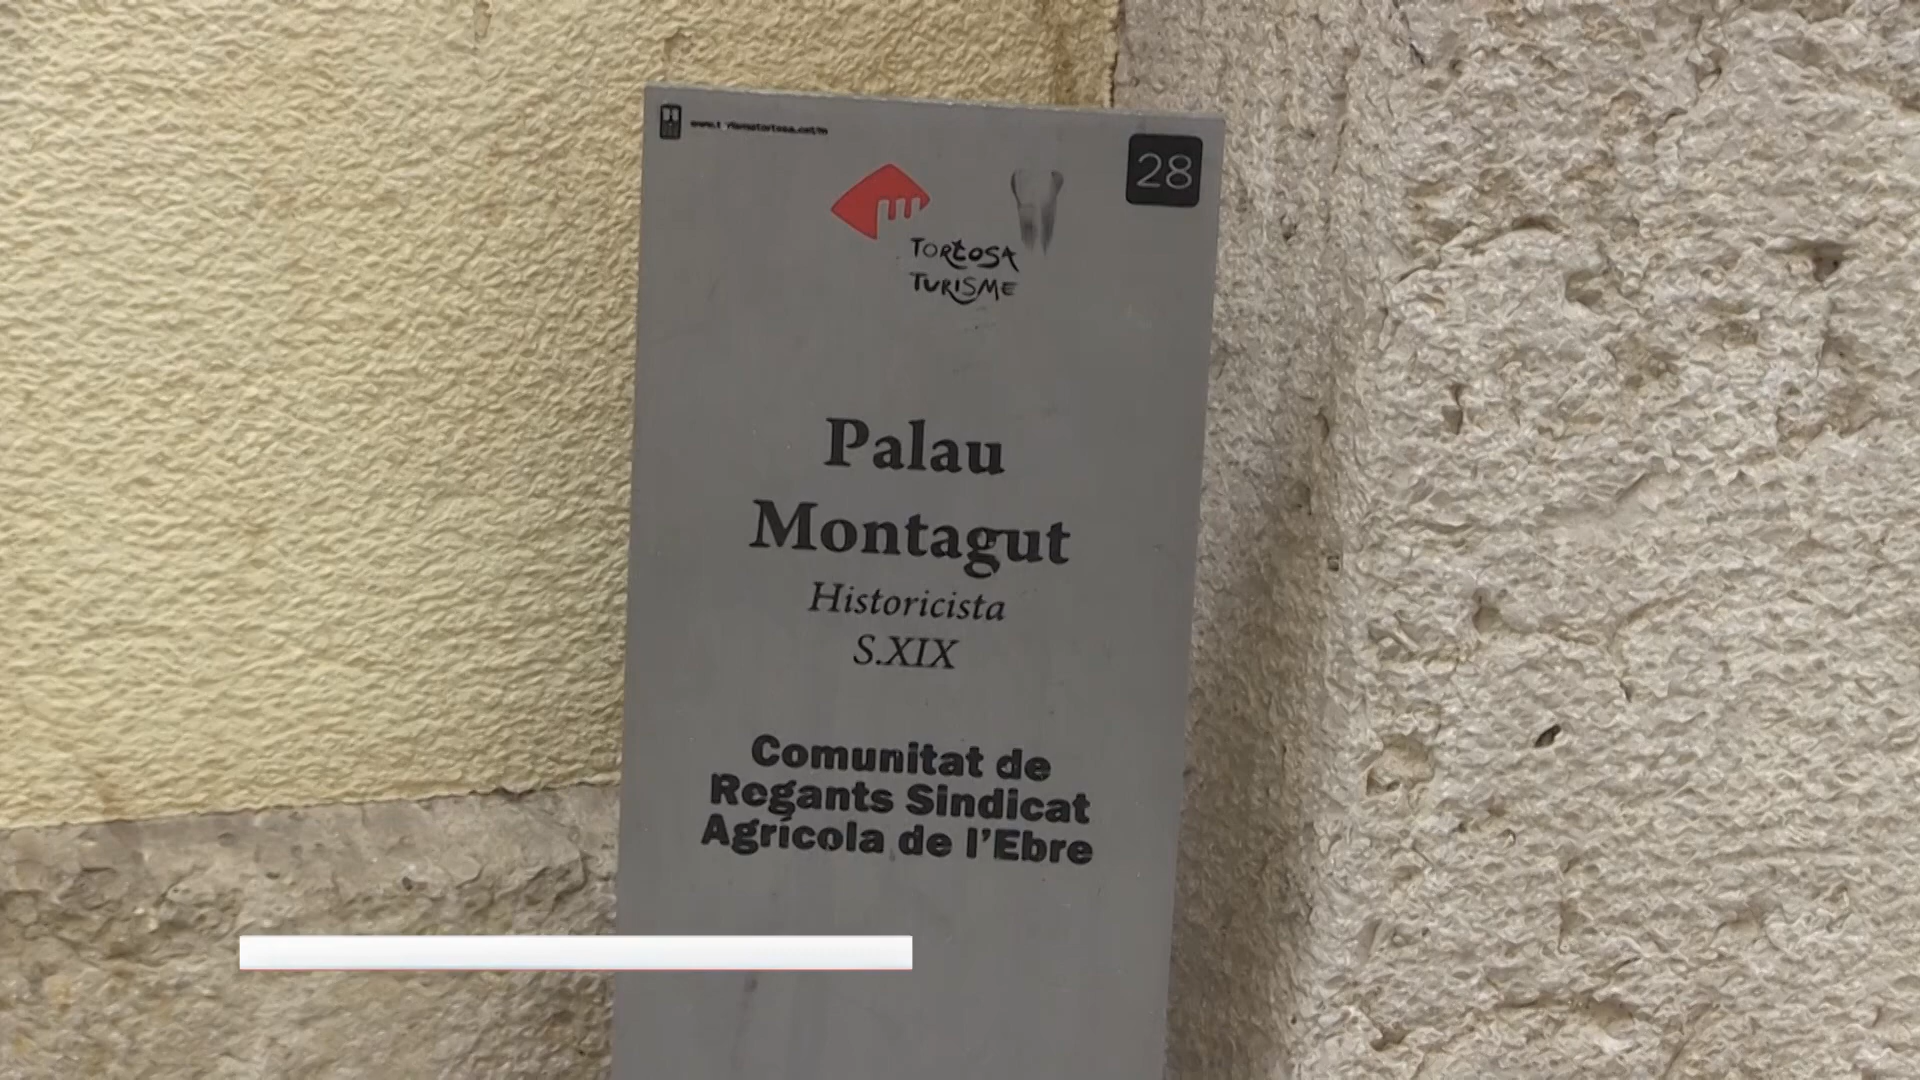 28
TORTOSA
TURISME
Palau
Montagut
Historicista
S.XIX
Comunitat de
Regants Sindicat
Agrícola de l'Ebre